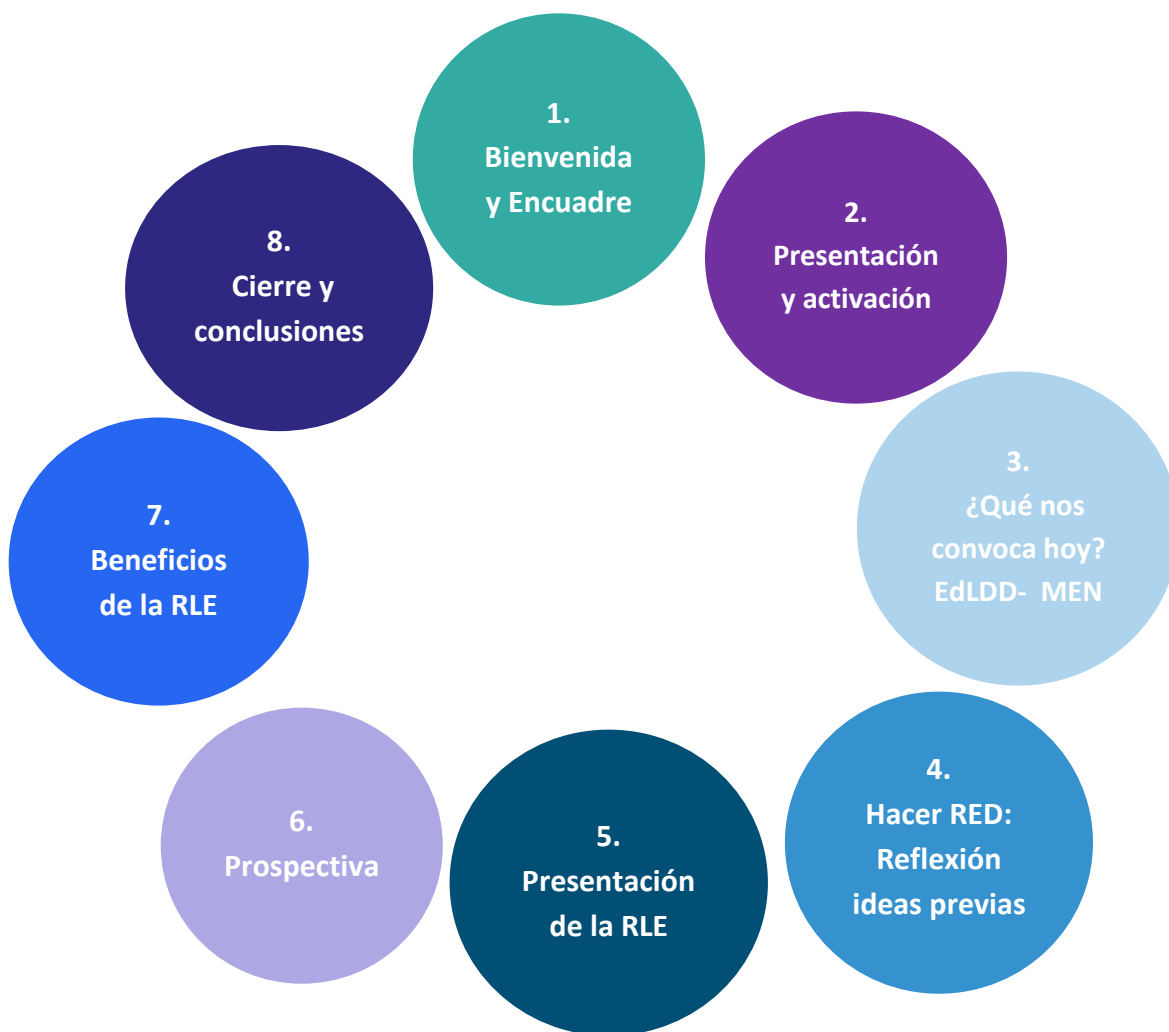 1.
Bienvenida
y Encuadre
2.
Presentación
y activación
3.
¿Qué nos
convoca hoy?
EdLDD- MEN
4.
Hacer RED:
Reflexión
ideas previas
5.
Presentación
de la RLE
6.
Prospectiva
7.
Beneficios
de la RLE
8.
Cierre y
conclusiones